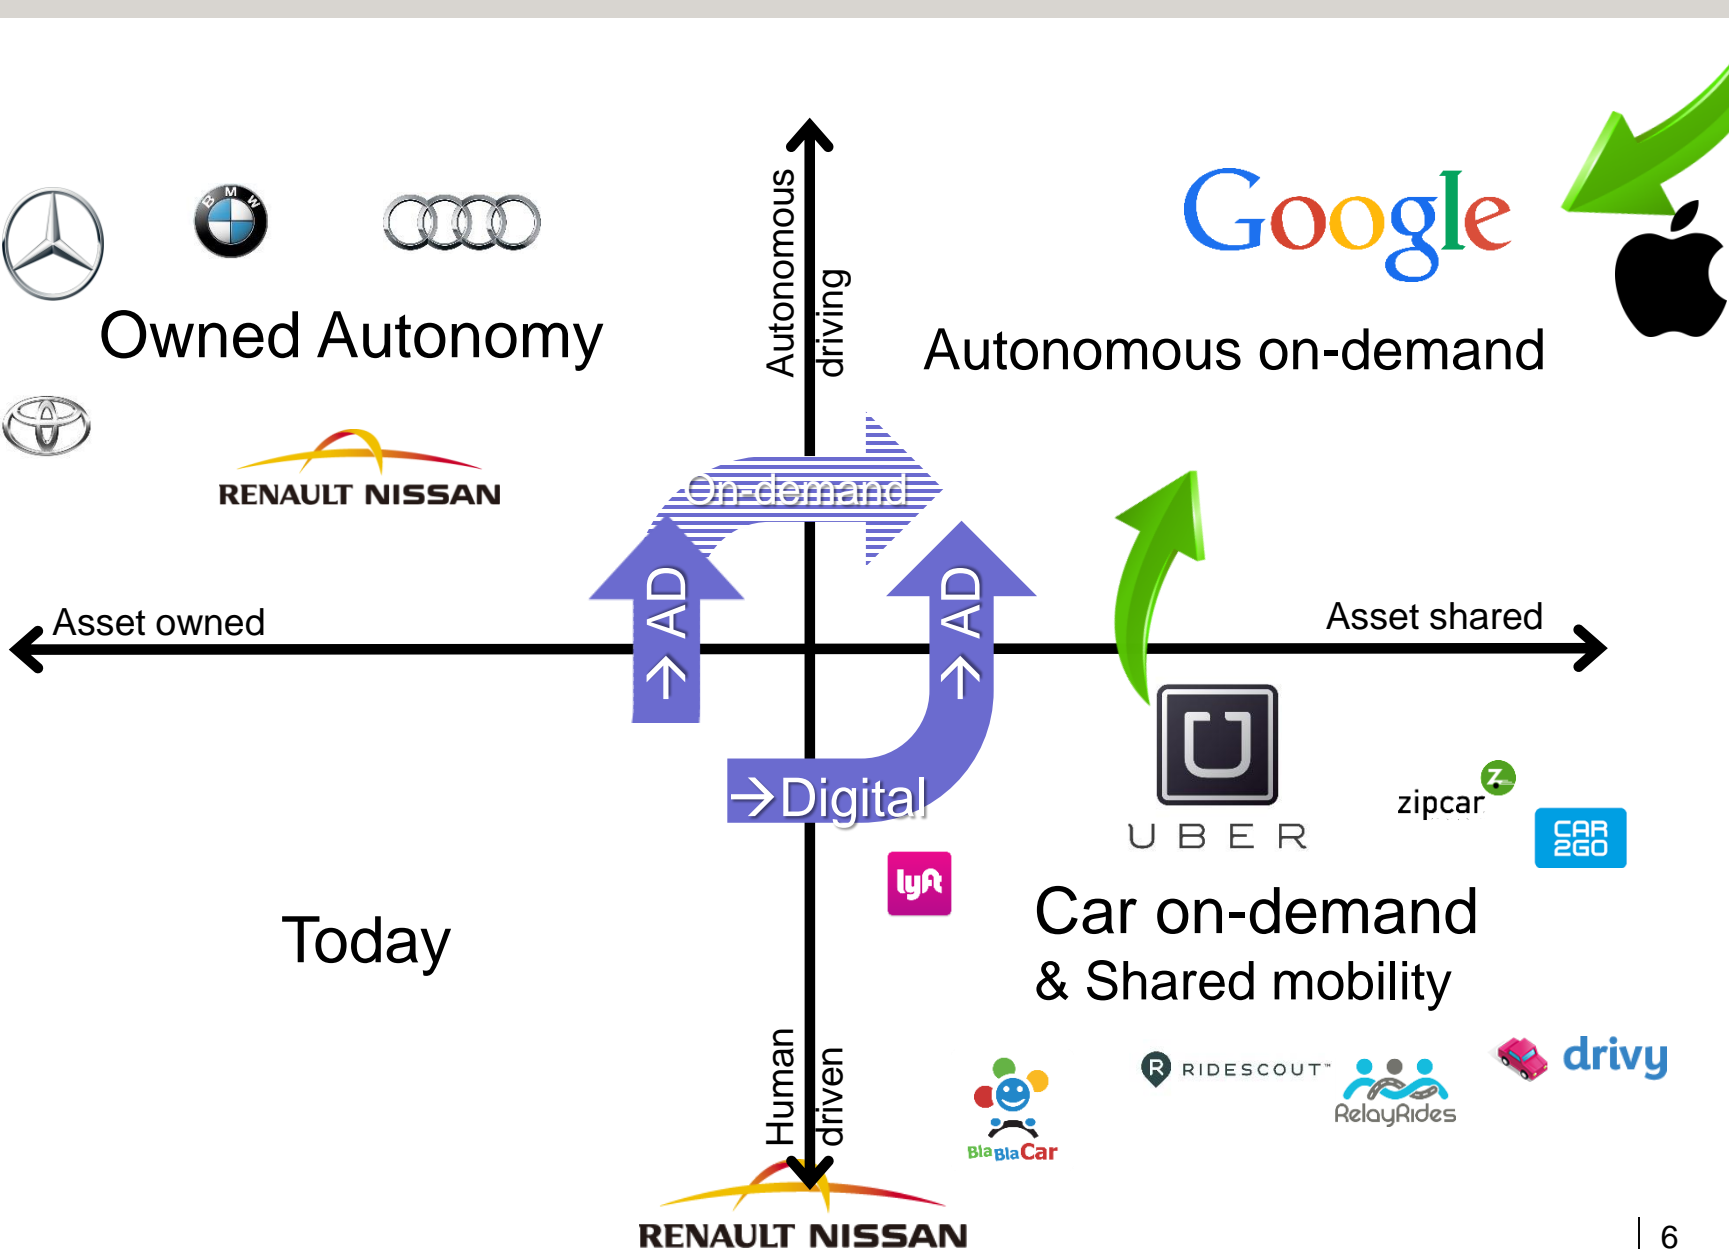 BMW
Autonomous
driving
Google
Owned Autonomy
Autonomous on-demand
RENAULT NISSAN
On-demand
→ AD
→ AD
Asset owned
Asset shared
→Digital
U
UBER
zipcar
Z
CAR
2GO
lyft
Car on-demand
& Shared mobility
Today
Human
driven
BlaBlaCar
R RIDESCOUT™
RelayRides
drivy
RENAULT NISSAN
6